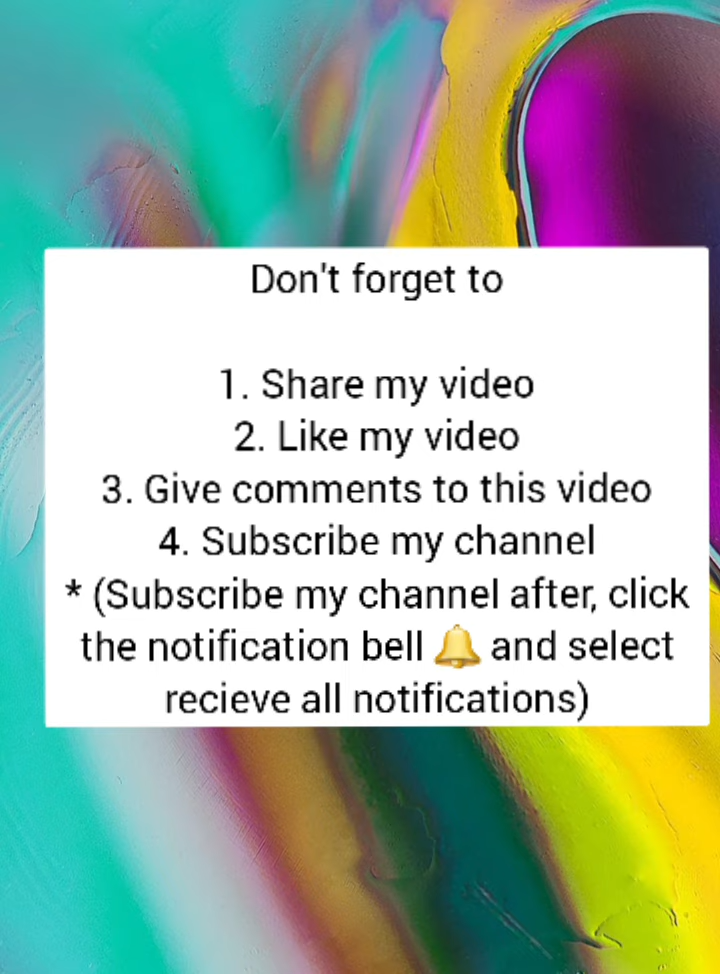 Don't forget to
1. Share my video
2. Like my video
3. Give comments to this video
4. Subscribe my channel
* (Subscribe my channel after, click
the notification bell 🔔 and select
recieve all notifications)